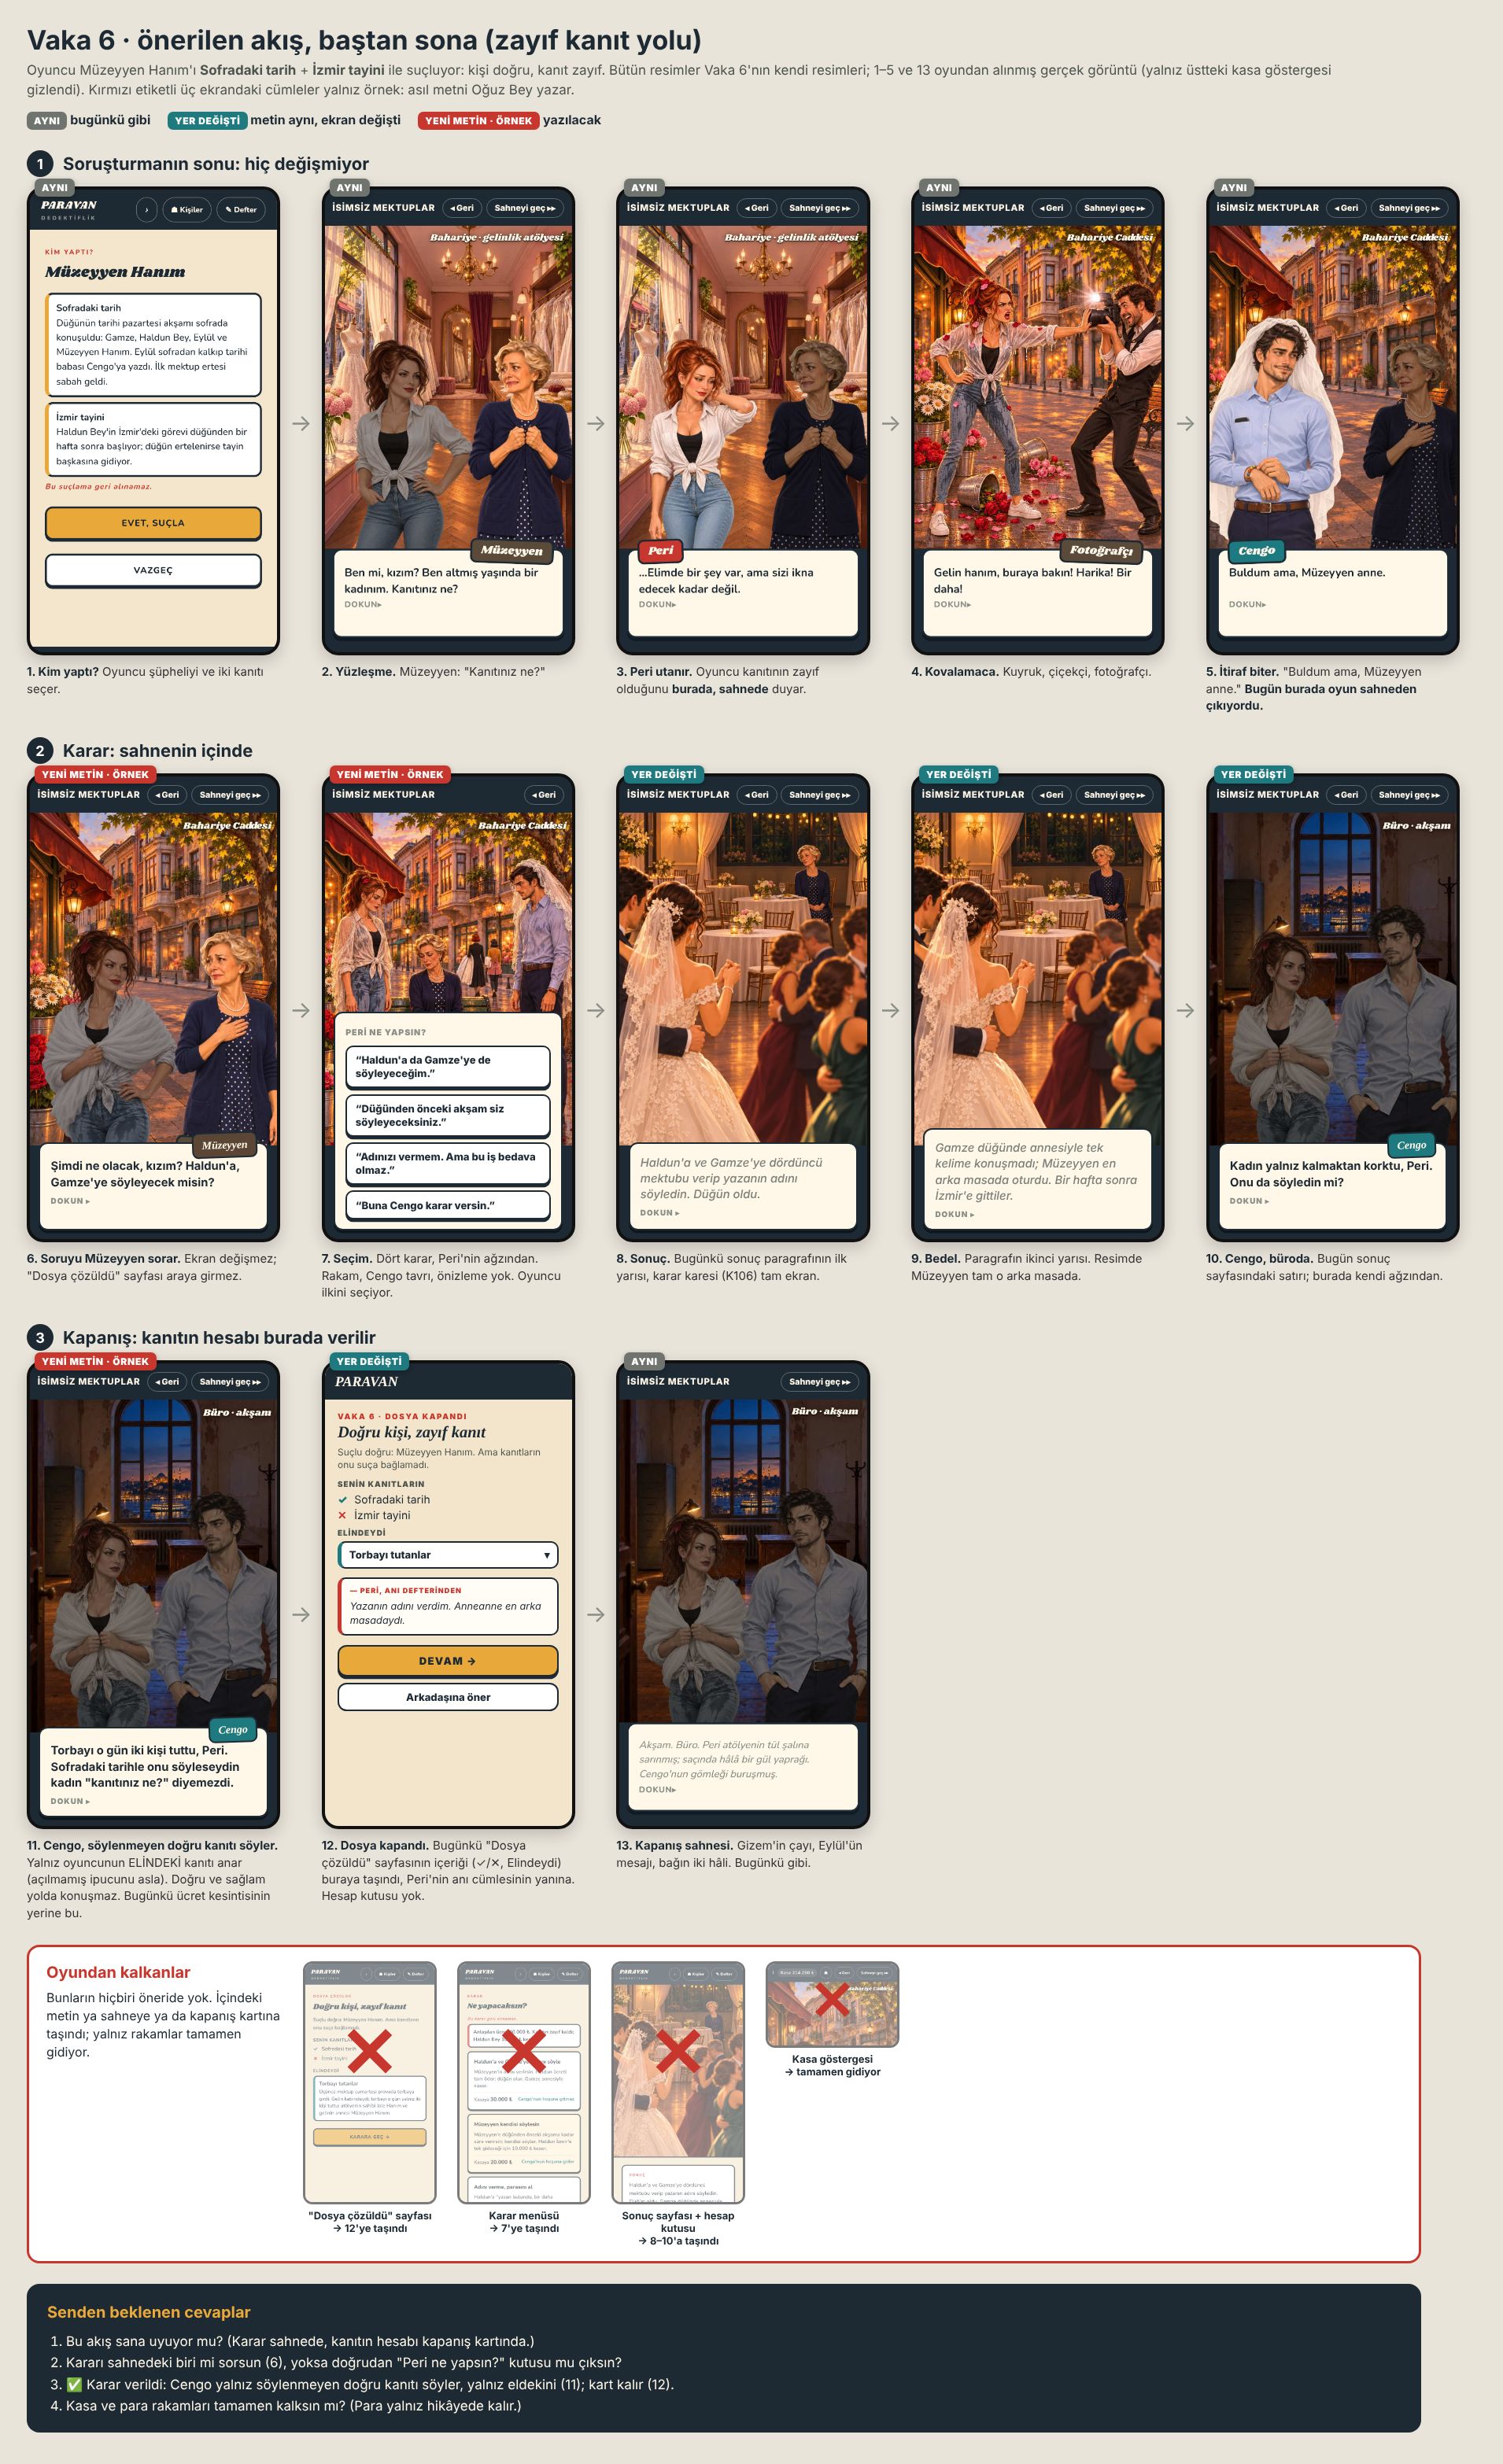 Vaka 6 · önerilen akış, baştan sona (zayıf kanıt yolu)
Oyuncu Müzeyyen Hanım'ı Sofradaki tarih + İzmir tayini ile suçluyor: kişi doğru, kanıt zayıf. Bütün resimler Vaka 6'nın kendi resimleri; 1–5 ve 13 oyundan alınmış gerçek görüntü (yalnız üstteki kasa göstergesi
gizlendi). Kırmızı etiketli üç ekrandaki cümleler yalnız örnek: asıl metni Oğuz Bey yazar.
AYNI bugünkü gibi YER DEĞİŞTİ metin aynı, ekran değişti YENİ METİN · ÖRNEK yazılacak
1 Soruşturmanın sonu: hiç değişmiyor
AYNI
PARAVAN
DEDEKTİFLİK
› Kişiler ✎ Defter
KİM YAPTI?
Müzeyyen Hanım
Sofradaki tarih
Düğünün tarihi pazartesi akşamı sofrada
konuşuldu: Gamze, Haldun Bey, Eylül ve
Müzeyyen Hanım. Eylül sofradan kalkıp tarihi
babası Cengo'ya yazdı. İlk mektup ertesi
sabah geldi.
İzmir tayini
Haldun Bey'in İzmir'deki görevi düğünden bir
hafta sonra başlıyor; düğün ertelenirse tayin
başkasına gidiyor.
Bu suçlama geri alınamaz.
EVET, SUÇLA
VAZGEÇ
1. Kim yaptı? Oyuncu şüpheliyi ve iki kanıtı
seçer.
AYNI
İSİMSİZ MEKTUPLAR ◂ Geri Sahneyi geç ▸▸
Bahariye · gelinlik atölyesi
Müzeyyen
Ben mi, kızım? Ben altmış yaşında bir
kadınım. Kanıtınız ne?
DOKUN▸
2. Yüzleşme. Müzeyyen: "Kanıtınız ne?"
AYNI
İSİMSİZ MEKTUPLAR ◂ Geri Sahneyi geç ▸▸
Bahariye · gelinlik atölyesi
Peri
...Elimde bir şey var, ama sizi ikna
edecek kadar değil.
DOKUN▸
3. Peri utanır. Oyuncu kanıtının zayıf
olduğunu burada, sahnede duyar.
AYNI
İSİMSİZ MEKTUPLAR ◂ Geri Sahneyi geç ▸▸
Bahariye Caddesi
Fotoğrafçı
Gelin hanım, buraya bakın! Harika! Bir
daha!
DOKUN▸
4. Kovalamaca. Kuyruk, çiçekçi, fotoğrafçı.
AYNI
İSİMSİZ MEKTUPLAR ◂ Geri Sahneyi geç ▸▸
Bahariye Caddesi
Cengo
Buldum ama, Müzeyyen anne.
DOKUN▸
5. İtiraf biter. "Buldum ama, Müzeyyen
anne." Bugün burada oyun sahneden
çıkıyordu.
2 Karar: sahnenin içinde
YENİ METİN · ÖRNEK
İSİMSİZ MEKTUPLAR ◂ Geri Sahneyi geç ▸▸
Bahariye Caddesi
Müzeyyen
Şimdi ne olacak, kızım? Haldun'a,
Gamze'ye söyleyecek misin?
DOKUN ▸
6. Soruyu Müzeyyen sorar. Ekran değişmez;
"Dosya çözüldü" sayfası araya girmez.
YENİ METİN · ÖRNEK
İSİMSİZ MEKTUPLAR ◂ Geri
Bahariye Caddesi
PERİ NE YAPSIN?
“Haldun'a da Gamze'ye de
söyleyeceğim.”
“Düğünden önceki akşam siz
söyleyeceksiniz.”
“Adınızı vermem. Ama bu iş bedava
olmaz.”
“Buna Cengo karar versin.”
7. Seçim. Dört karar, Peri'nin ağzından.
Rakam, Cengo tavrı, önizleme yok. Oyuncu
ilkini seçiyor.
YER DEĞİŞTİ
İSİMSİZ MEKTUPLAR ◂ Geri Sahneyi geç ▸▸
Haldun'a ve Gamze'ye dördüncü
mektubu verip yazanın adını
söyledin. Düğün oldu.
DOKUN ▸
8. Sonuç. Bugünkü sonuç paragrafının ilk
yarısı, karar karesi (K106) tam ekran.
YER DEĞİŞTİ
İSİMSİZ MEKTUPLAR ◂ Geri Sahneyi geç ▸▸
Gamze düğünde annesiyle tek
kelime konuşmadı; Müzeyyen en
arka masada oturdu. Bir hafta sonra
İzmir'e gittiler.
DOKUN ▸
9. Bedel. Paragrafın ikinci yarısı. Resimde
Müzeyyen tam o arka masada.
YER DEĞİŞTİ
İSİMSİZ MEKTUPLAR ◂ Geri Sahneyi geç ▸▸
Büro · akşam
Cengo
Kadın yalnız kalmaktan korktu, Peri.
Onu da söyledin mi?
DOKUN ▸
10. Cengo, büroda. Bugün sonuç
sayfasındaki satırı; burada kendi ağzından.
3 Kapanış: kanıtın hesabı burada verilir
YENİ METİN · ÖRNEK
İSİMSİZ MEKTUPLAR ◂ Geri Sahneyi geç ▸▸
Büro · akşam
Cengo
Torbayı o gün iki kişi tuttu, Peri.
Sofradaki tarihle onu söyleseydin
kadın "kanıtınız ne?" diyemezdi.
DOKUN ▸
11. Cengo, söylenmeyen doğru kanıtı söyler.
Yalnız oyuncunun ELİNDEKİ kanıtı anar
(açılmamış ipucunu asla). Doğru ve sağlam
yolda konuşmaz. Bugünkü ücret kesintisinin
yerine bu.
YER DEĞİŞTİ
PARAVAN
VAKA 6 · DOSYA KAPANDI
Doğru kişi, zayıf kanıt
Suçlu doğru: Müzeyyen Hanım. Ama kanıtların
onu suça bağlamadı.
SENİN KANITLARIN
✓ Sofradaki tarih
✕ İzmir tayini
ELİNDEYDİ
Torbayı tutanlar ▾
— PERİ, ANI DEFTERİNDEN
Yazanın adını verdim. Anneanne en arka
masadaydı.
DEVAM →
Arkadaşına öner
12. Dosya kapandı. Bugünkü "Dosya
çözüldü" sayfasının içeriği (✓/✕, Elindeydi)
buraya taşındı, Peri'nin anı cümlesinin yanına.
Hesap kutusu yok.
AYNI
İSİMSİZ MEKTUPLAR Sahneyi geç ▸▸
Büro · akşam
Akşam. Büro. Peri atölyenin tül şalına
sarınmış; saçında hâlâ bir gül yaprağı.
Cengo'nun gömleği buruşmuş.
DOKUN▸
13. Kapanış sahnesi. Gizem'in çayı, Eylül'ün
mesajı, bağın iki hâli. Bugünkü gibi.
Oyundan kalkanlar
Bunların hiçbiri öneride yok. İçindeki
metin ya sahneye ya da kapanış kartına
taşındı; yalnız rakamlar tamamen
gidiyor.
PARAVAN
Doğru kişi, zayıf kanıt
Torbayı tutanlar
KARARA GEÇ →
"Dosya çözüldü" sayfası
→ 12'ye taşındı
PARAVAN
Ne yapacaksın?
Müzeyyen kendisi söylesin
Karar menüsü
→ 7'ye taşındı
PARAVAN
Sonuç sayfası + hesap
kutusu
→ 8–10'a taşındı
Kasa göstergesi
→ tamamen gidiyor
Senden beklenen cevaplar
1. Bu akış sana uyuyor mu? (Karar sahnede, kanıtın hesabı kapanış kartında.)
2. Kararı sahnedeki biri mi sorsun (6), yoksa doğrudan "Peri ne yapsın?" kutusu mu çıksın?
3. ✅ Karar verildi: Cengo yalnız söylenmeyen doğru kanıtı söyler, yalnız eldekini (11); kart kalır (12).
4. Kasa ve para rakamları tamamen kalksın mı? (Para yalnız hikâyede kalır.)